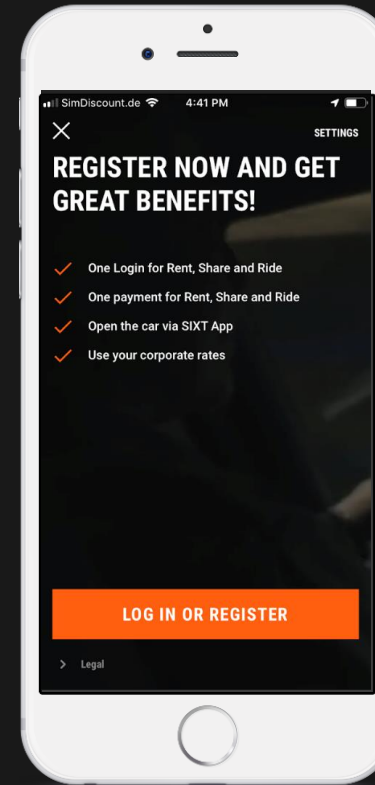 SimDiscount.de 4:41 PM
SETTINGS
REGISTER NOW AND GET
GREAT BENEFITS!
One Login for Rent, Share and Ride
One payment for Rent, Share and Ride
Open the car via SIXT App
Use your corporate rates
LOG IN OR REGISTER
Legal